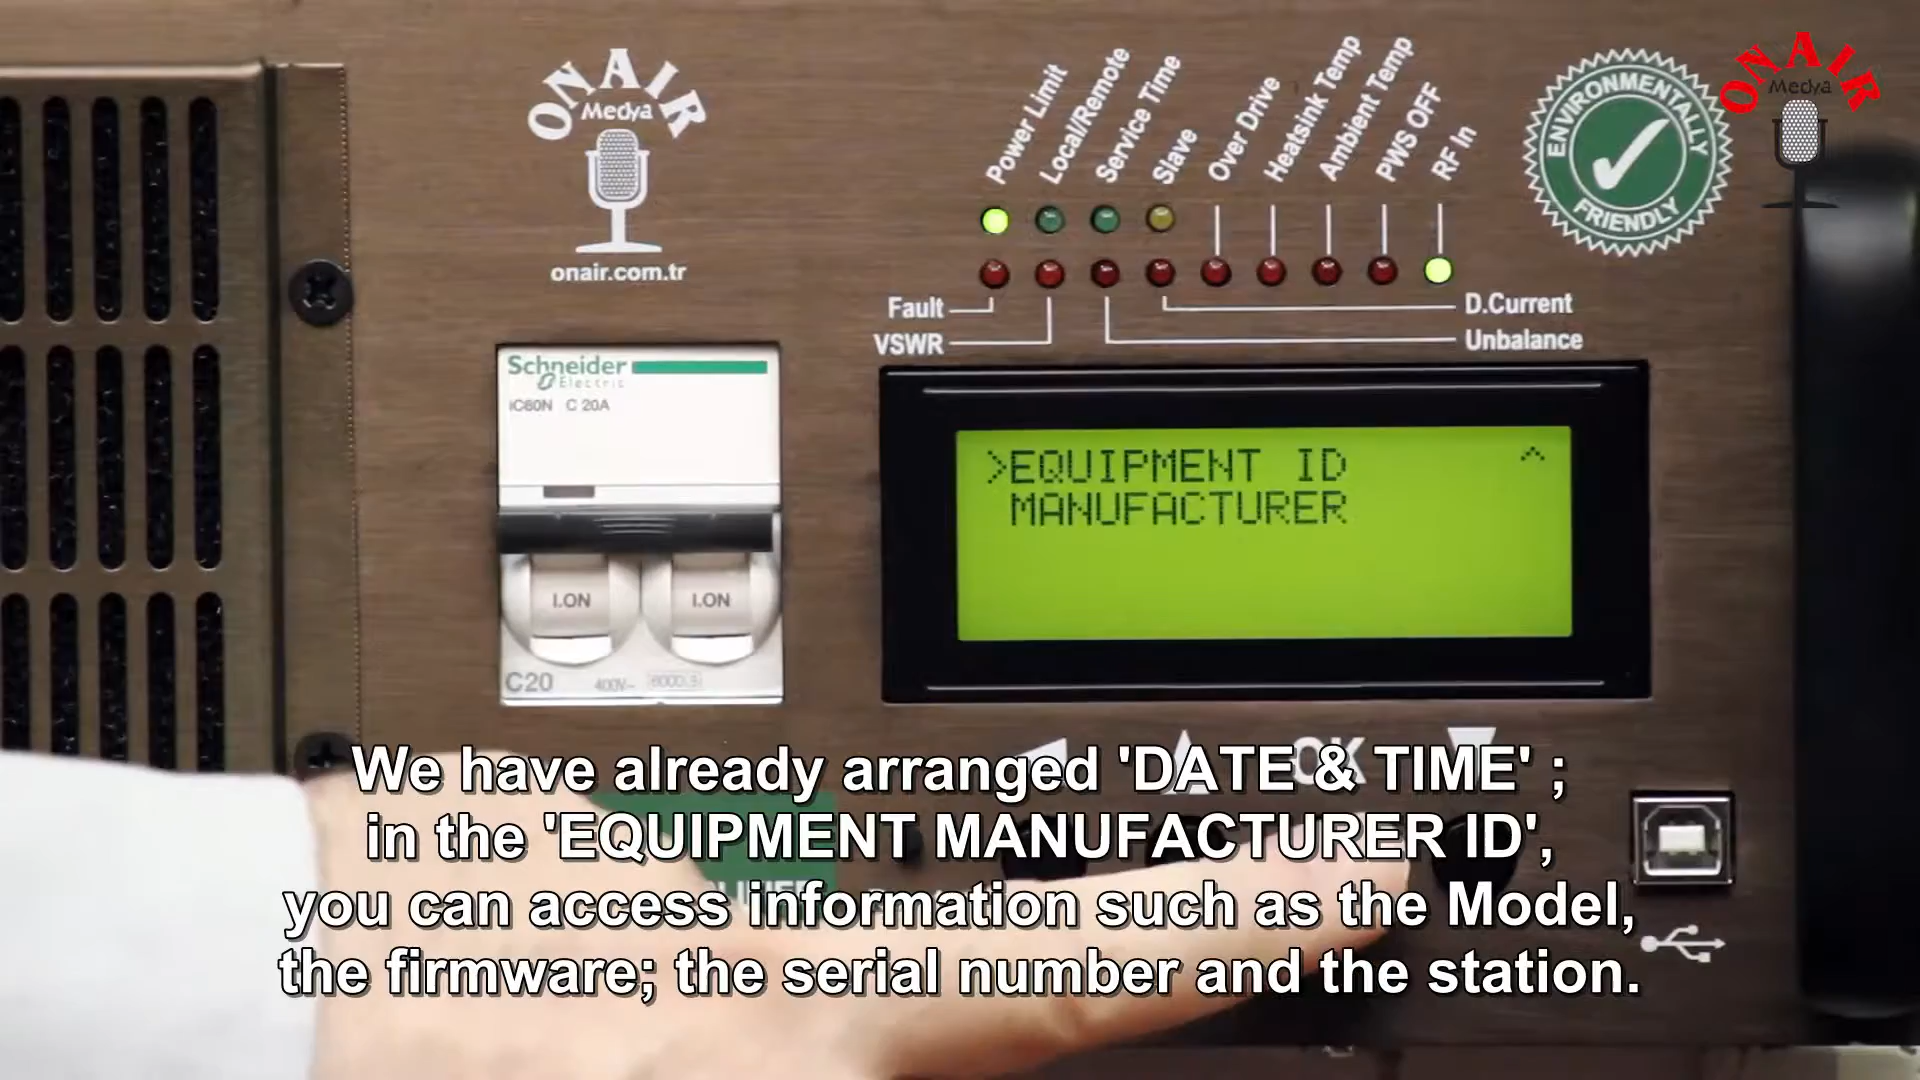 ONAIR
Medya
onair.com.tr
Power Limit
Local/Remote
Service Time
Slave
Over Drive
Heatsink Temp
Ambient Temp
PWS OFF
RF In
ENVIRONMENTALLY
FRIENDLY
ONAIR
Medya
Fault
VSWR
D.Current
Unbalance
Schneider
Electric
iC60N C 20A
I.ON
I.ON
C20
400V~
6000
>EQUIPMENT ID ^
MANUFACTURER
OK
We have already arranged 'DATE & TIME' ;
in the 'EQUIPMENT MANUFACTURER ID',
you can access information such as the Model,
the firmware; the serial number and the station.